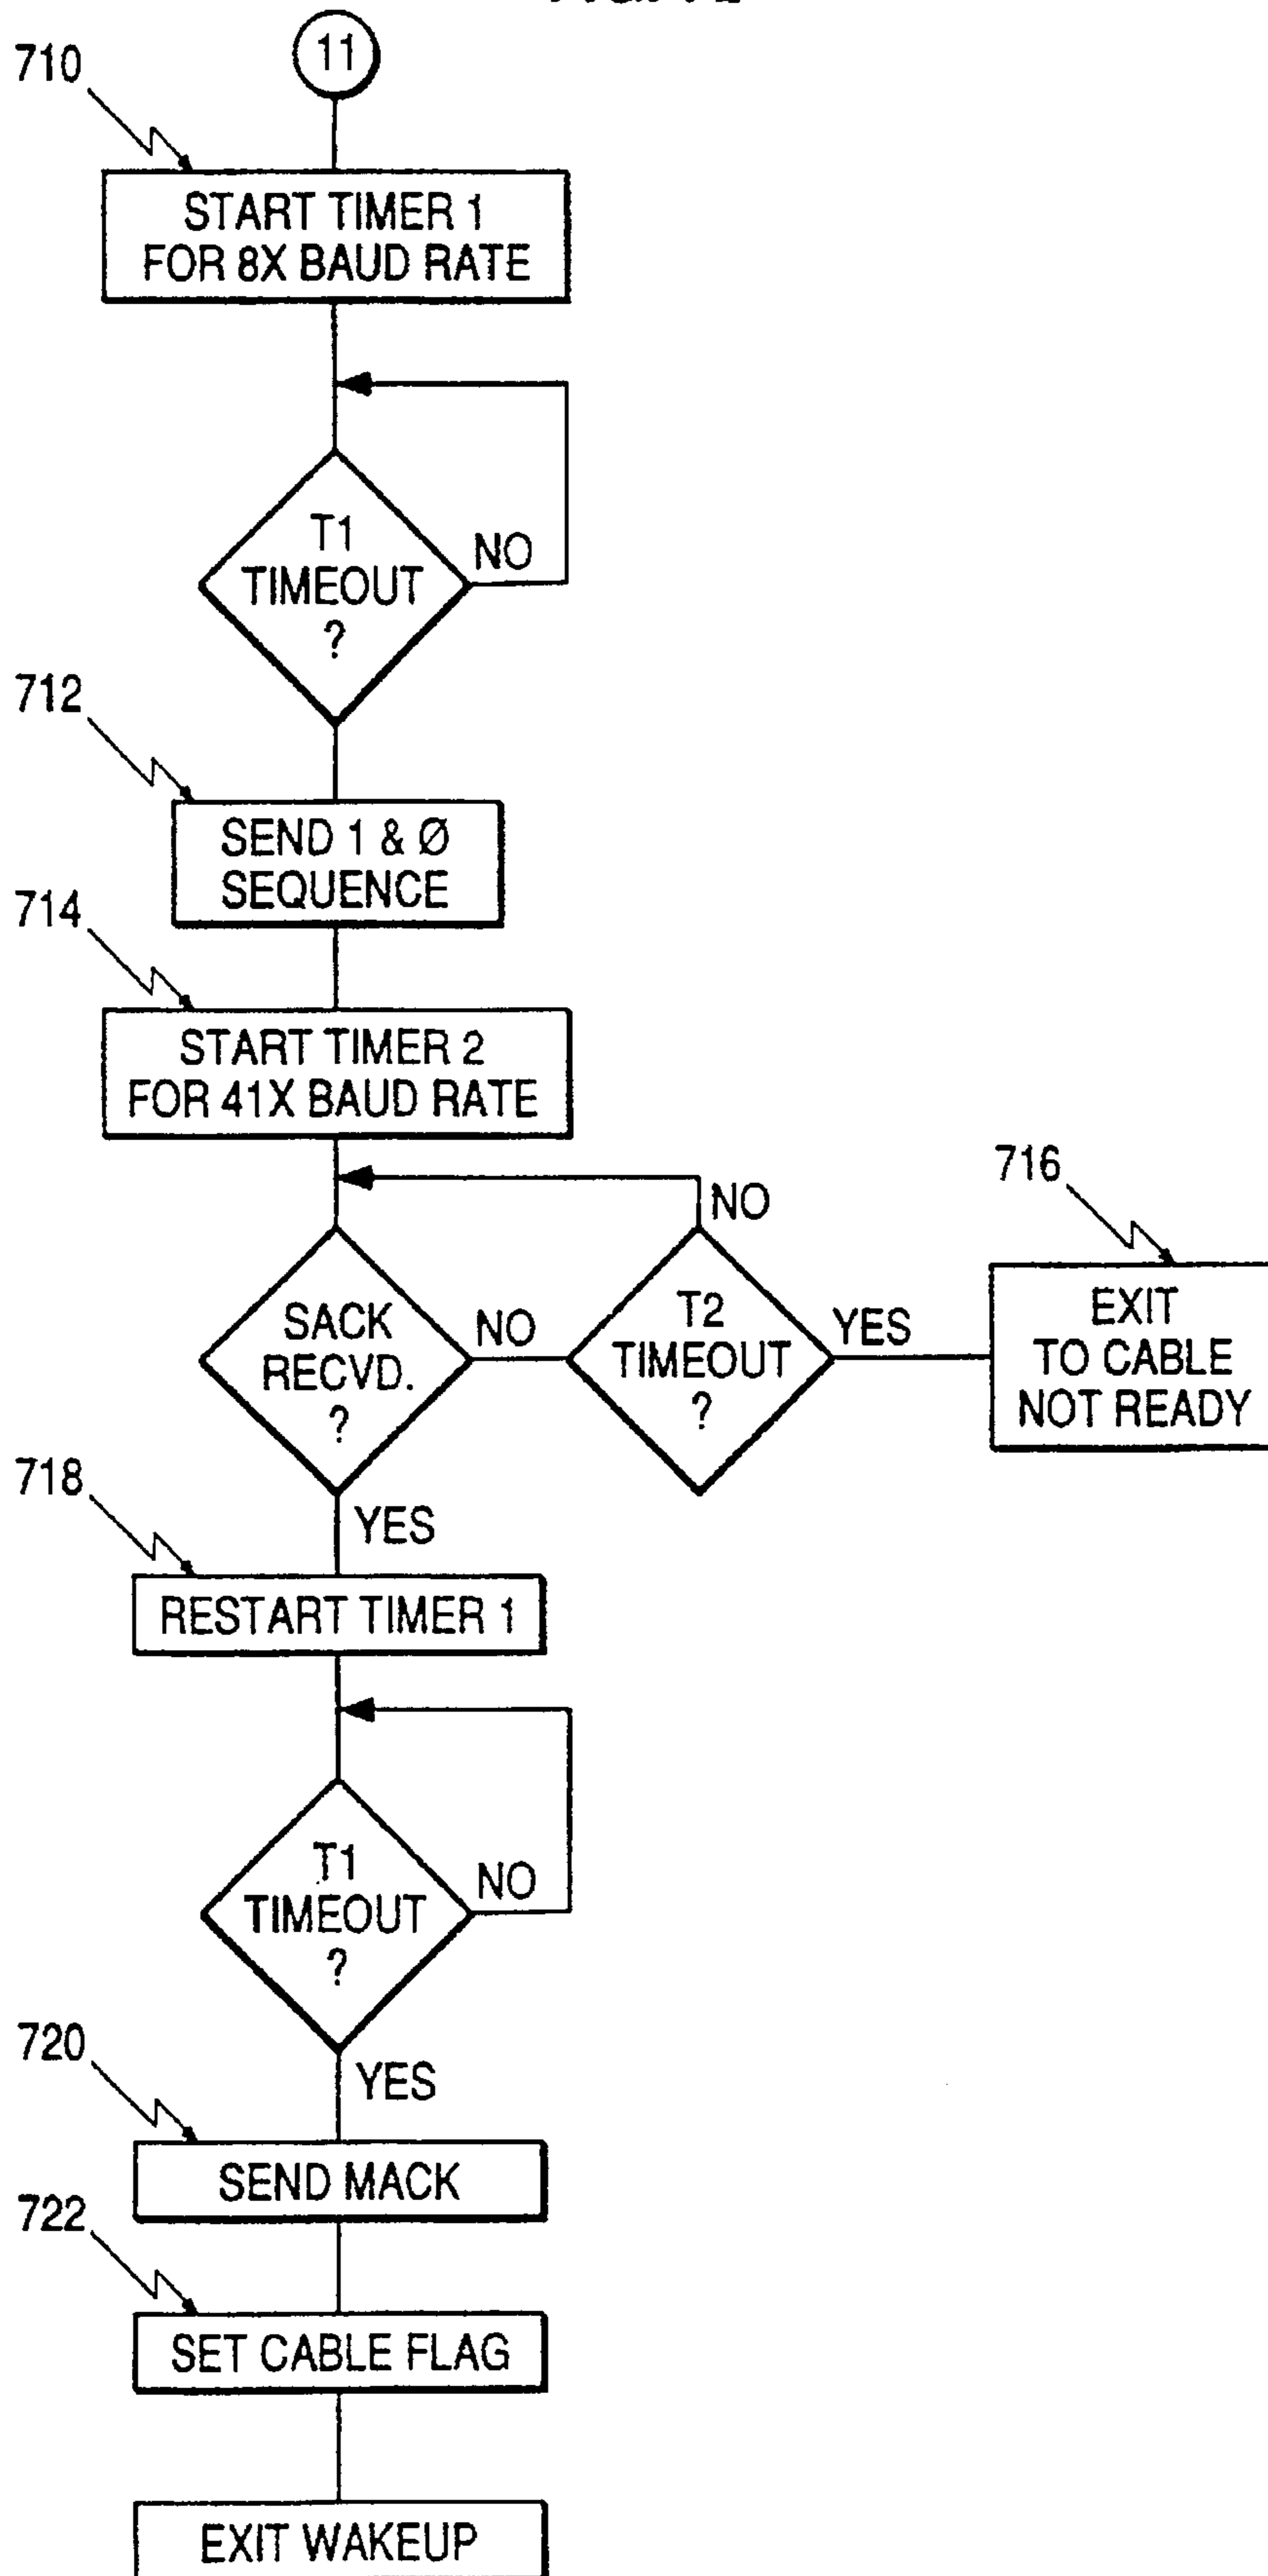 11
710
START TIMER 1
FOR 8X BAUD RATE
T1
TIMEOUT
?
NO
712
SEND 1 & Ø
SEQUENCE
714
START TIMER 2
FOR 41X BAUD RATE
SACK
RECVD.
?
NO
T2
TIMEOUT
?
NO
YES
716
EXIT
TO CABLE
NOT READY
YES
718
RESTART TIMER 1
T1
TIMEOUT
?
NO
YES
720
SEND MACK
722
SET CABLE FLAG
EXIT WAKEUP